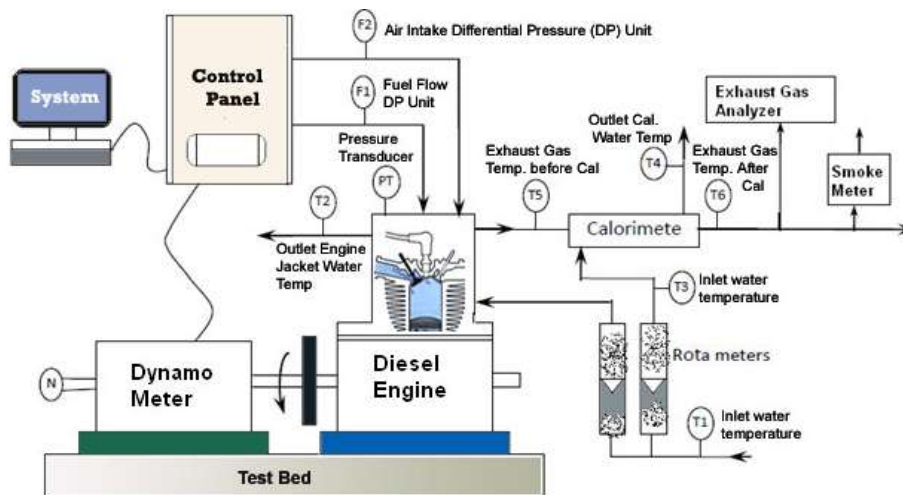 F2
Air Intake Differential Pressure (DP) Unit
System
Control
Panel
F1
Fuel Flow
DP Unit
Pressure
Transducer
PT
T2
Outlet Engine
Jacket Water
Temp
Exhaust Gas
Temp. before Cal
T5
Outlet Cal.
Water Temp
T4
Exhaust Gas
Temp. After
Cal
T6
Exhaust Gas
Analyzer
Smoke
Meter
Calorimete
T3
Inlet water
temperature
Rota meters
T1
Inlet water
temperature
N
Dynamo
Meter
Diesel
Engine
Test Bed